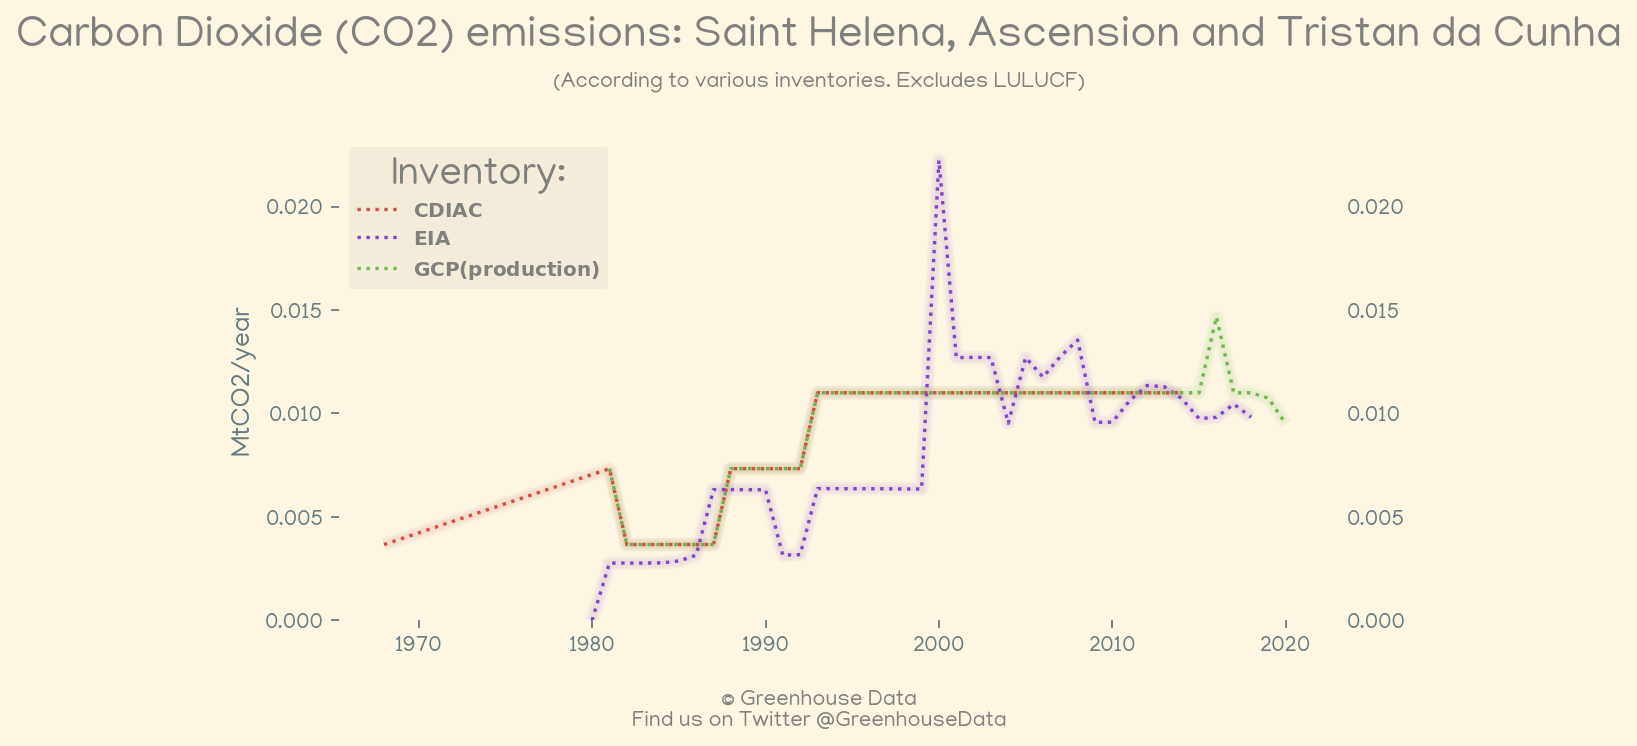 Carbon Dioxide (CO2) emissions: Saint Helena, Ascension and Tristan da Cunha
(According to various inventories. Excludes LULUCF)
Inventory:
CDIAC
EIA
GCP(production)
MtCO2/year
0.020
0.015
0.010
0.005
0.000
0.020
0.015
0.010
0.005
0.000
1970 1980 1990 2000 2010 2020
© Greenhouse Data
Find us on Twitter @GreenhouseData